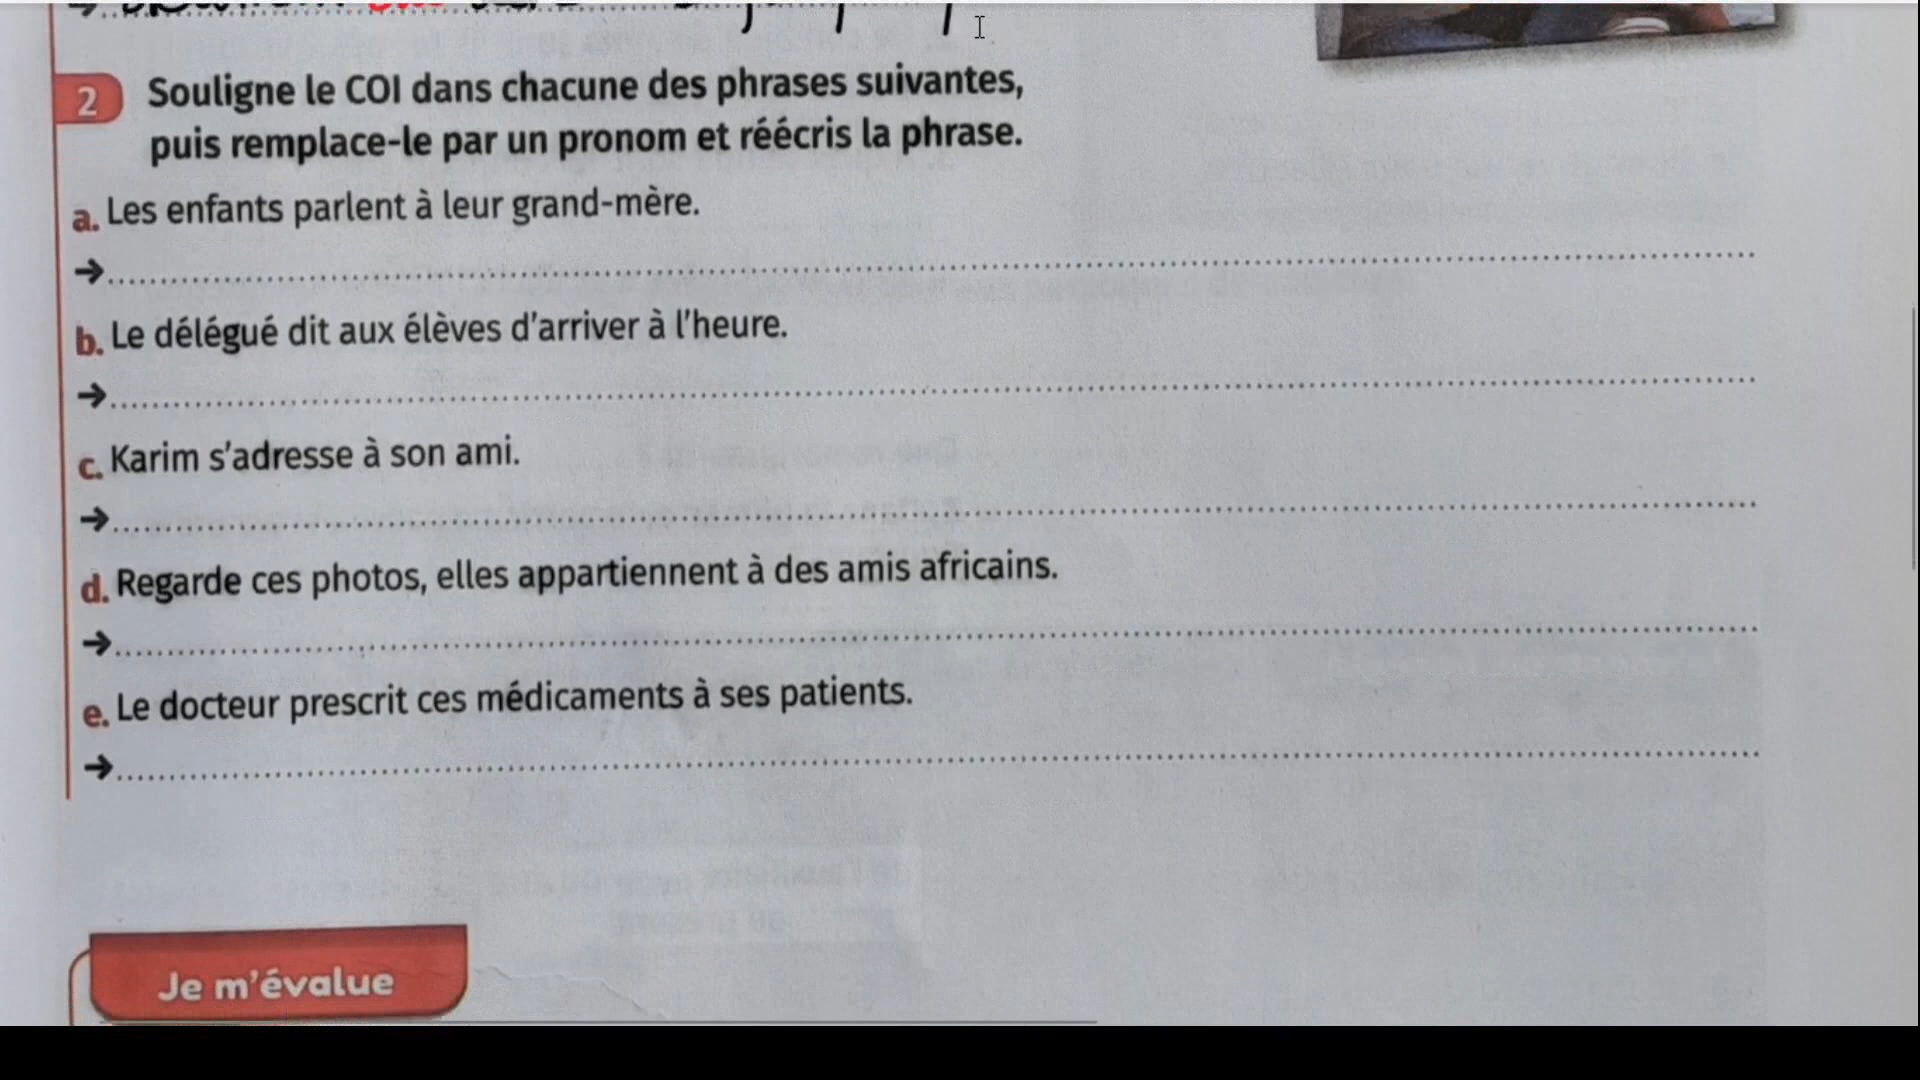 2 Souligne le COI dans chacune des phrases suivantes,
puis remplace-le par un pronom et réécris la phrase.
a. Les enfants parlent à leur grand-mère.
b. Le délégué dit aux élèves d'arriver à l'heure.
c. Karim s'adresse à son ami.
d. Regarde ces photos, elles appartiennent à des amis africains.
e. Le docteur prescrit ces médicaments à ses patients.
Je m'évalue